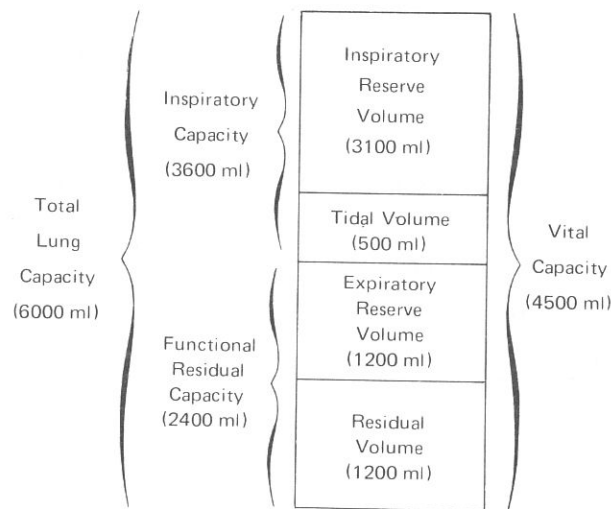 Total
Lung
Capacity
(6000 ml)
Inspiratory
Capacity
(3600 ml)
Functional
Residual
Capacity
(2400 ml)
Inspiratory
Reserve
Volume
(3100 ml)
Tidal Volume
(500 ml)
Expiratory
Reserve
Volume
(1200 ml)
Residual
Volume
(1200 ml)
Vital
Capacity
(4500 ml)